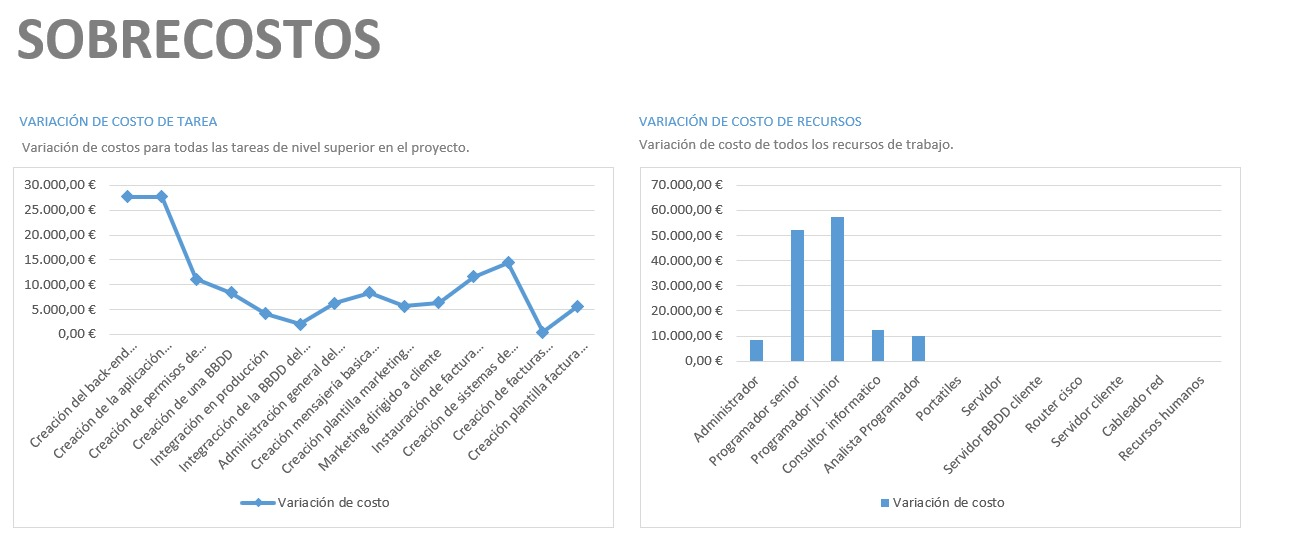 SOBRECOSTOS
VARIACIÓN DE COSTO DE TAREA
Variación de costos para todas las tareas de nivel superior en el proyecto.
30.000,00 €
25.000,00 €
20.000,00 €
15.000,00 €
10.000,00 €
5.000,00 €
0,00 €
Creación del back-end...
Creación de la aplicación...
Creación de permisos de...
Creación de una BBDD
Integración en producción
Integracción de la BBDD del...
Administración general del...
Creación mensajería basica...
Creación plantilla marketing...
Marketing dirigido a cliente
Instauración de factura...
Creación de sistemas de...
Creación de facturas...
Creación plantilla factura...
Variación de costo
VARIACIÓN DE COSTO DE RECURSOS
Variación de costo de todos los recursos de trabajo.
70.000,00 €
60.000,00 €
50.000,00 €
40.000,00 €
30.000,00 €
20.000,00 €
10.000,00 €
0,00 €
Administrador
Programador senior
Programador junior
Consultor informatico
Analista Programador
Portatiles
Servidor
Servidor BBDD cliente
Router cisco
Servidor cliente
Cableado red
Recursos humanos
Variación de costo